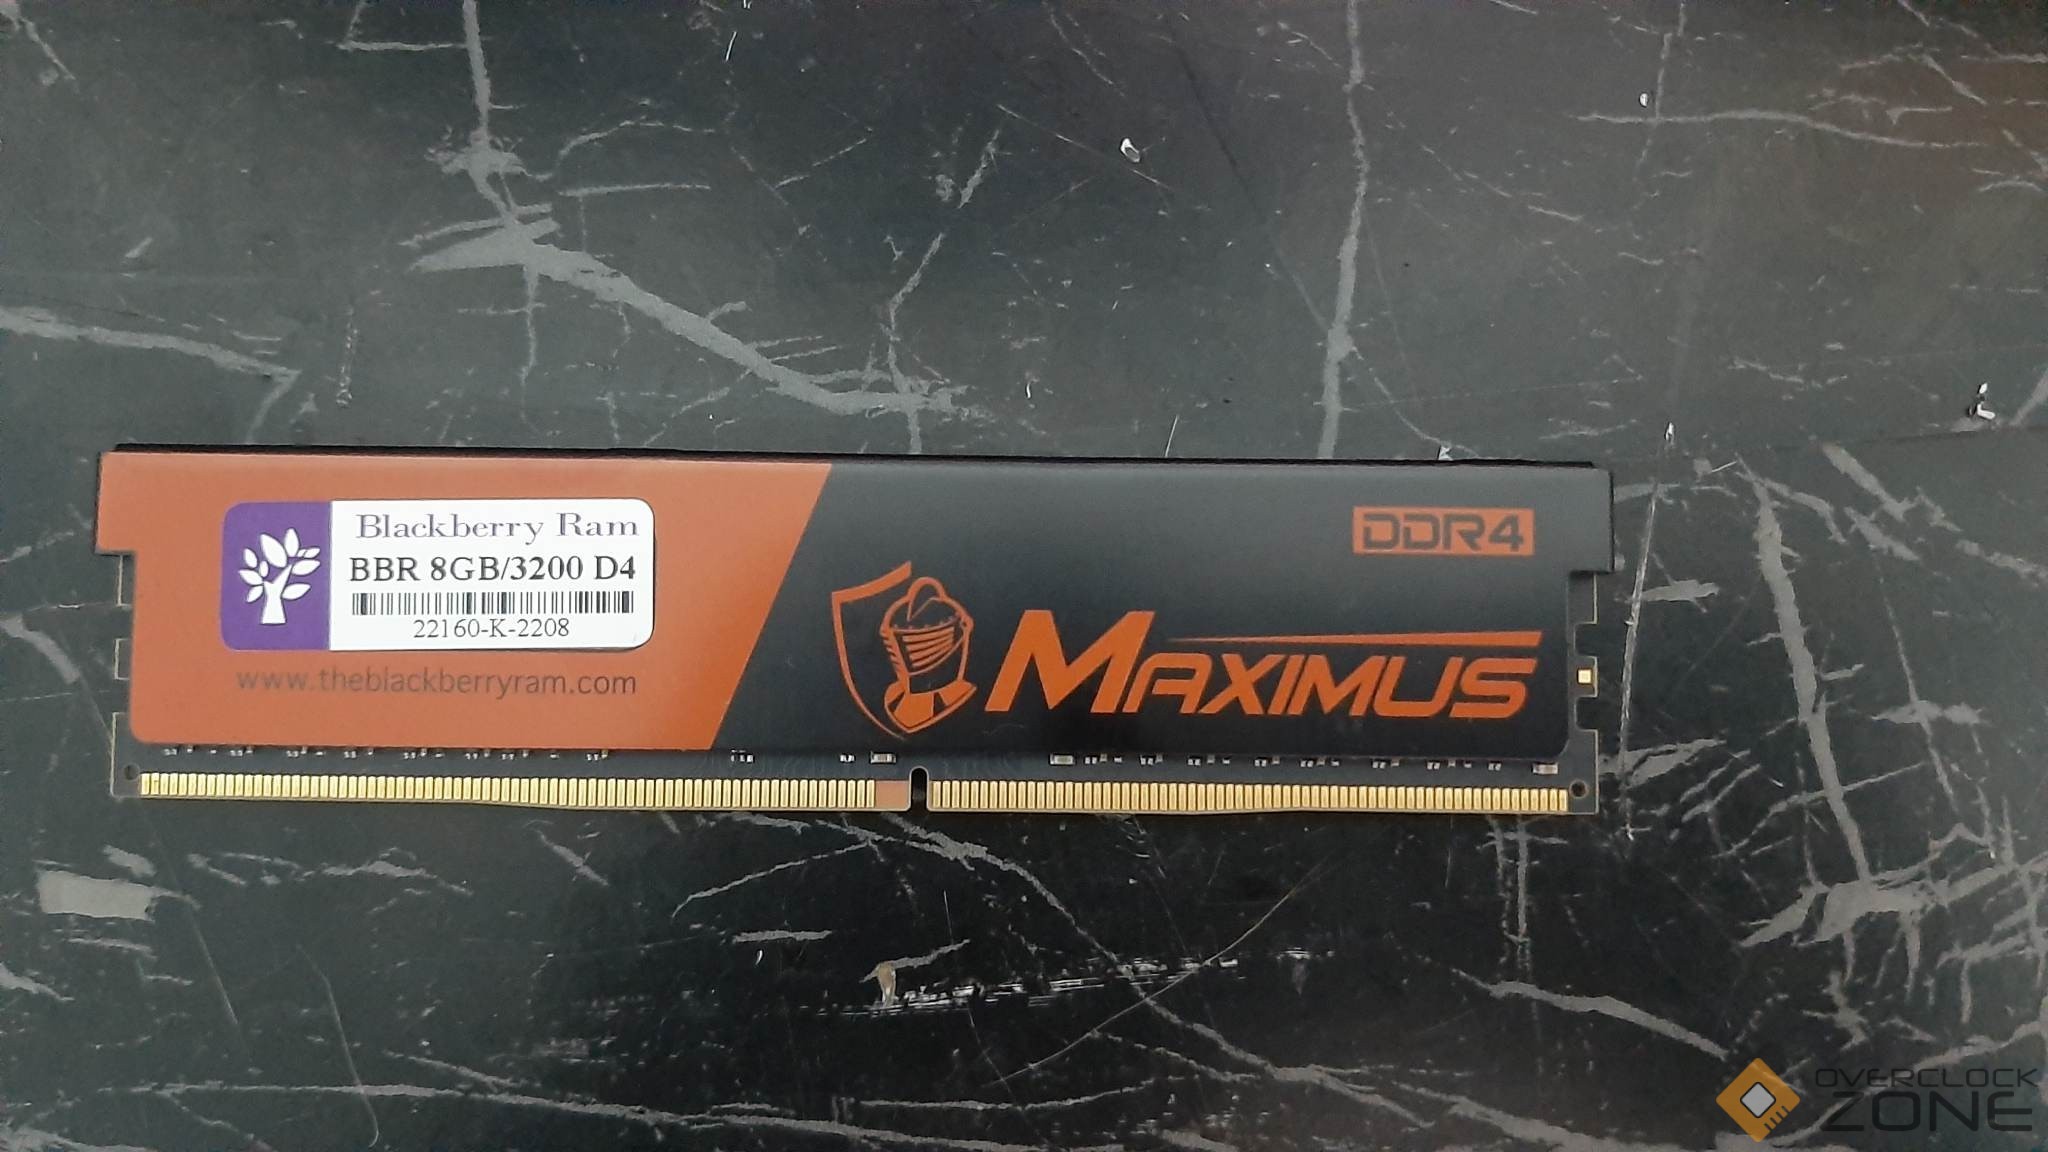 Blackberry Ram
BBR 8GB/3200 D4
22160-K-2208
www.theblackberryram.com
DDR4
MAXIMUS
OVERCLOCK
ZONE